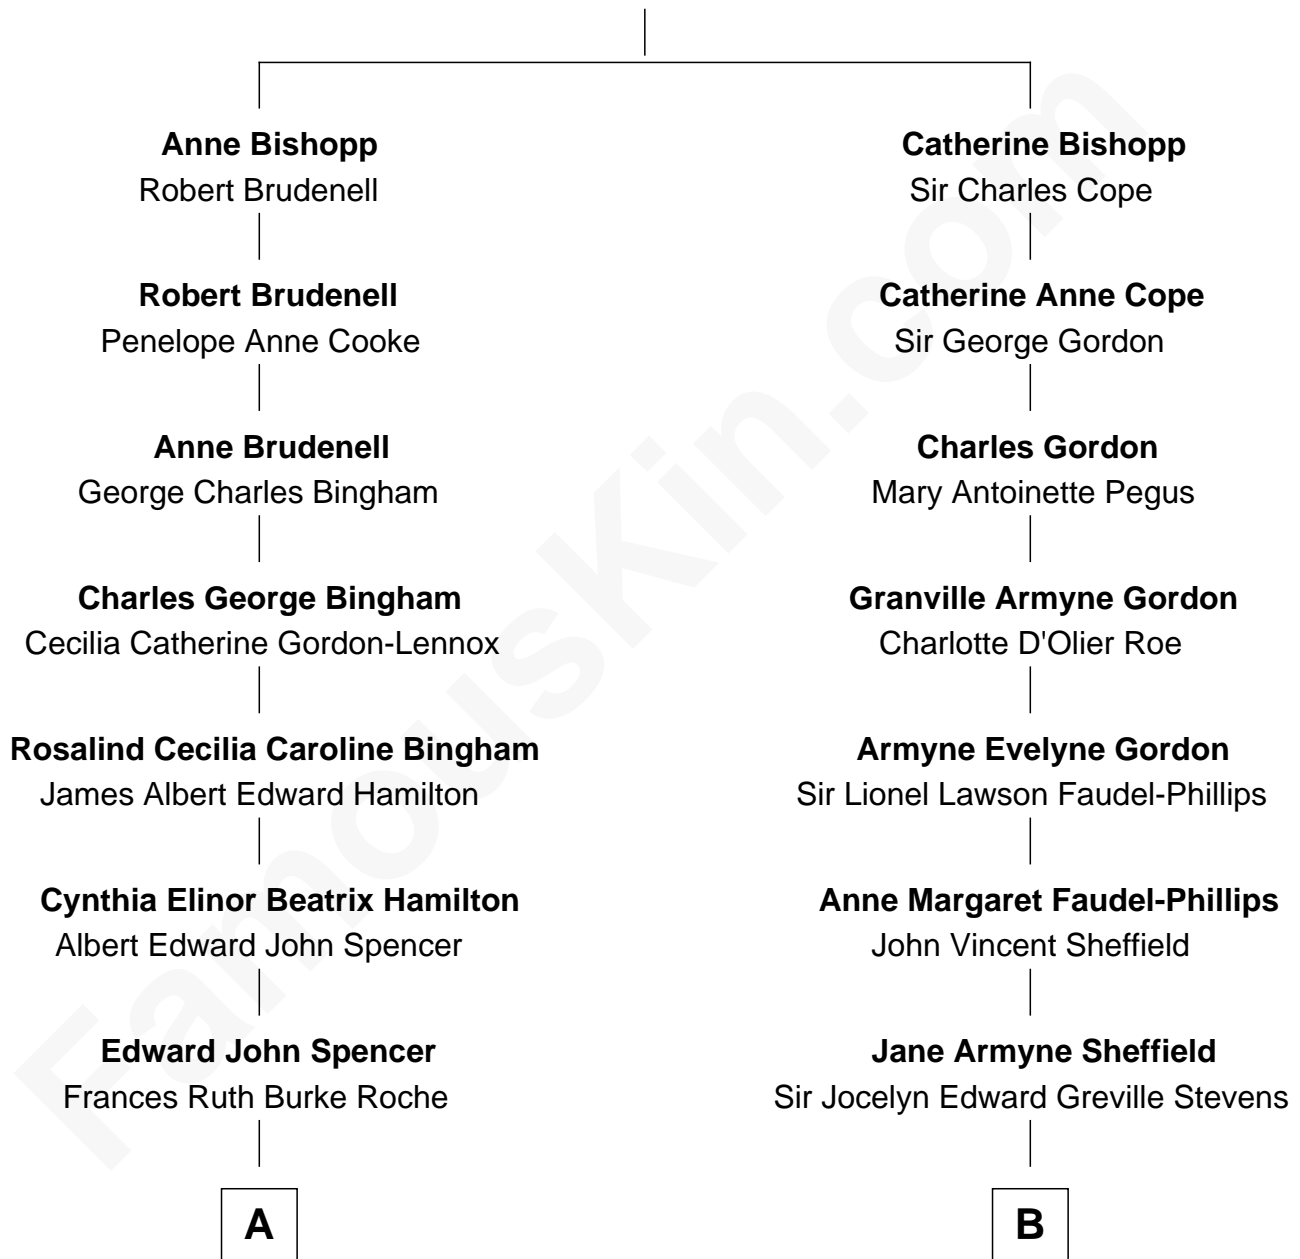 Anne Bishopp
Robert Brudenell
Robert Brudenell
Penelope Anne Cooke
Anne Brudenell
George Charles Bingham
Charles George Bingham
Cecilia Catherine Gordon-Lennox
Rosalind Cecilia Caroline Bingham
James Albert Edward Hamilton
Cynthia Elinor Beatrix Hamilton
Albert Edward John Spencer
Edward John Spencer
Frances Ruth Burke Roche
A
Catherine Bishopp
Sir Charles Cope
Catherine Anne Cope
Sir George Gordon
Charles Gordon
Mary Antoinette Pegus
Granville Armyne Gordon
Charlotte D'Olier Roe
Armyne Evelyne Gordon
Sir Lionel Lawson Faudel-Phillips
Anne Margaret Faudel-Phillips
John Vincent Sheffield
Jane Armyne Sheffield
Sir Jocelyn Edward Greville Stevens
B
FamousKin.com